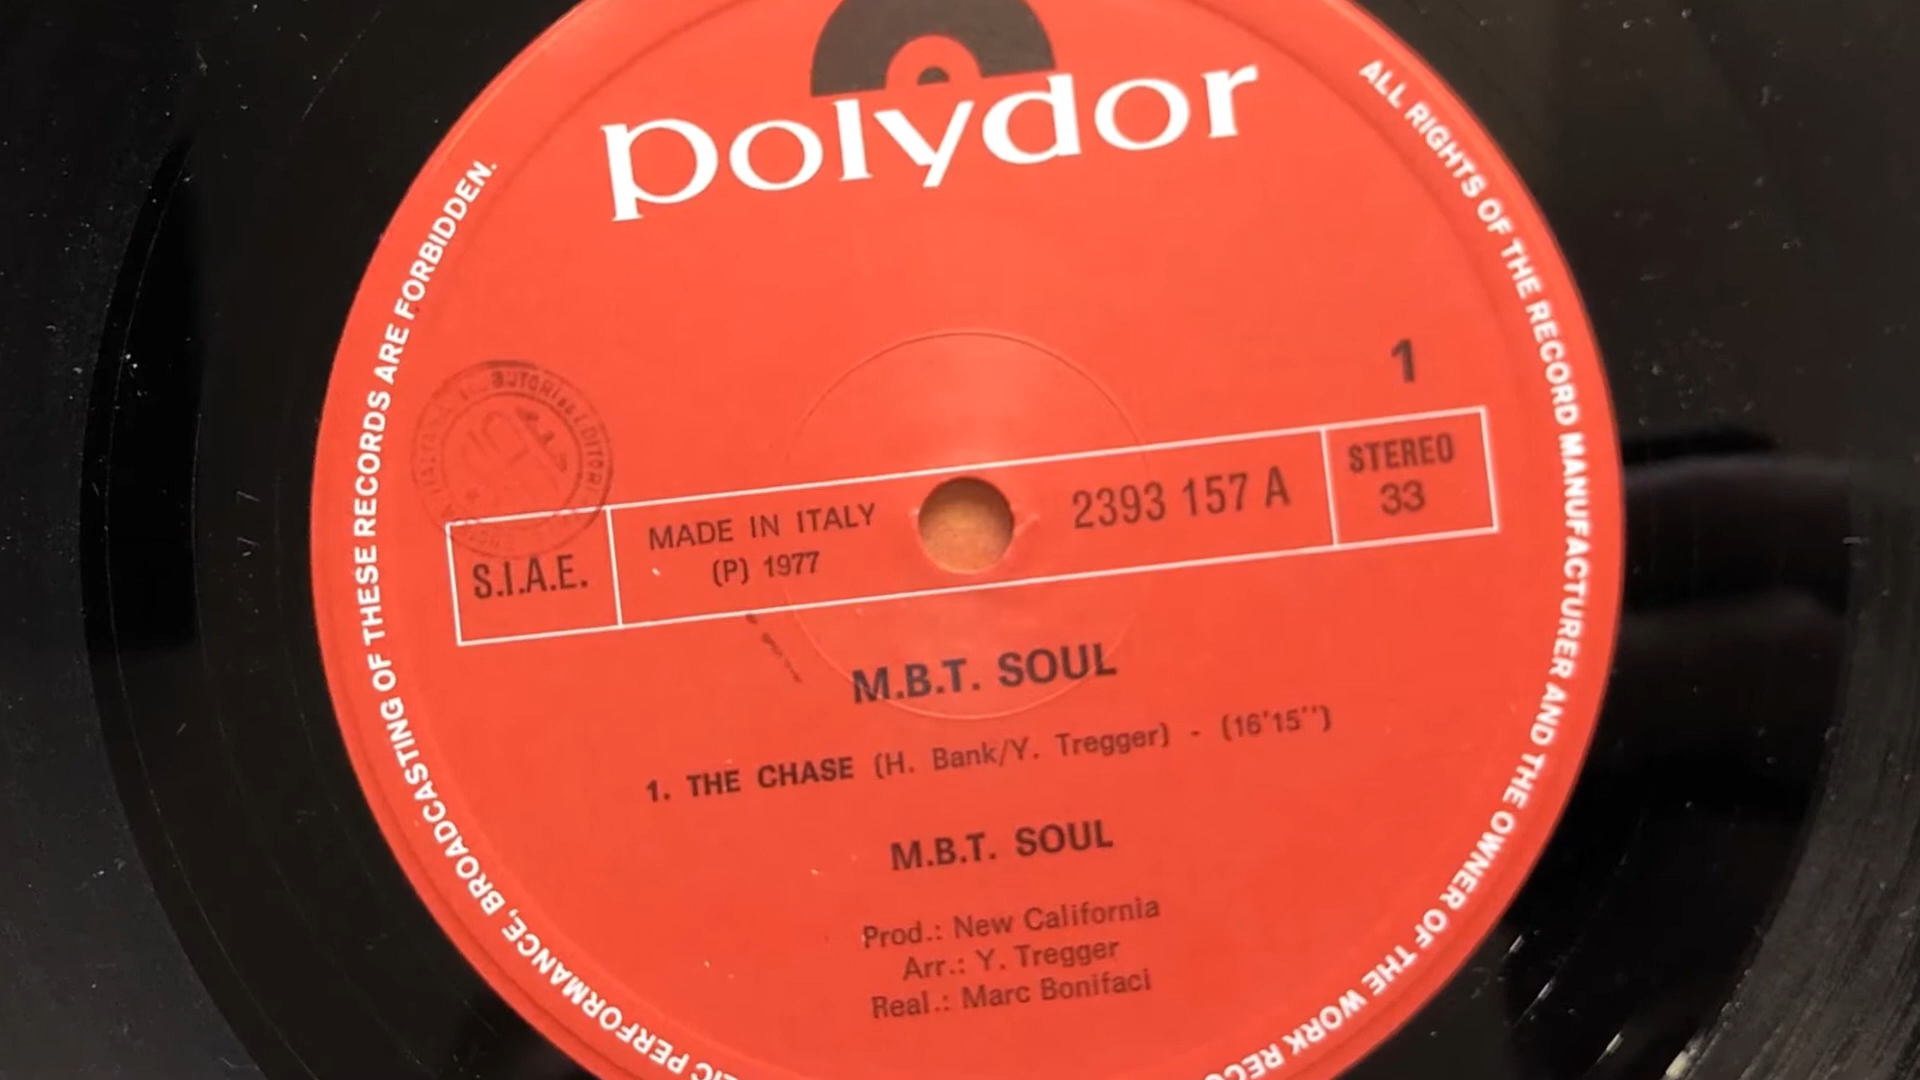 polydor
1
S.I.A.E.
MADE IN ITALY
(P) 1977
2393 157 A
STEREO
33
M.B.T. SOUL
1. THE CHASE (H. Bank/Y. Tregger) - (16'15'')
M.B.T. SOUL
Prod.: New California
Arr.: Y. Tregger
Real.: Marc Bonifaci
ALL RIGHTS OF THE RECORD MANUFACTURER AND THE OWNER OF THE WORK
PERFORMANCE, BROADCASTING OF THESE RECORDS ARE FORBIDDEN.